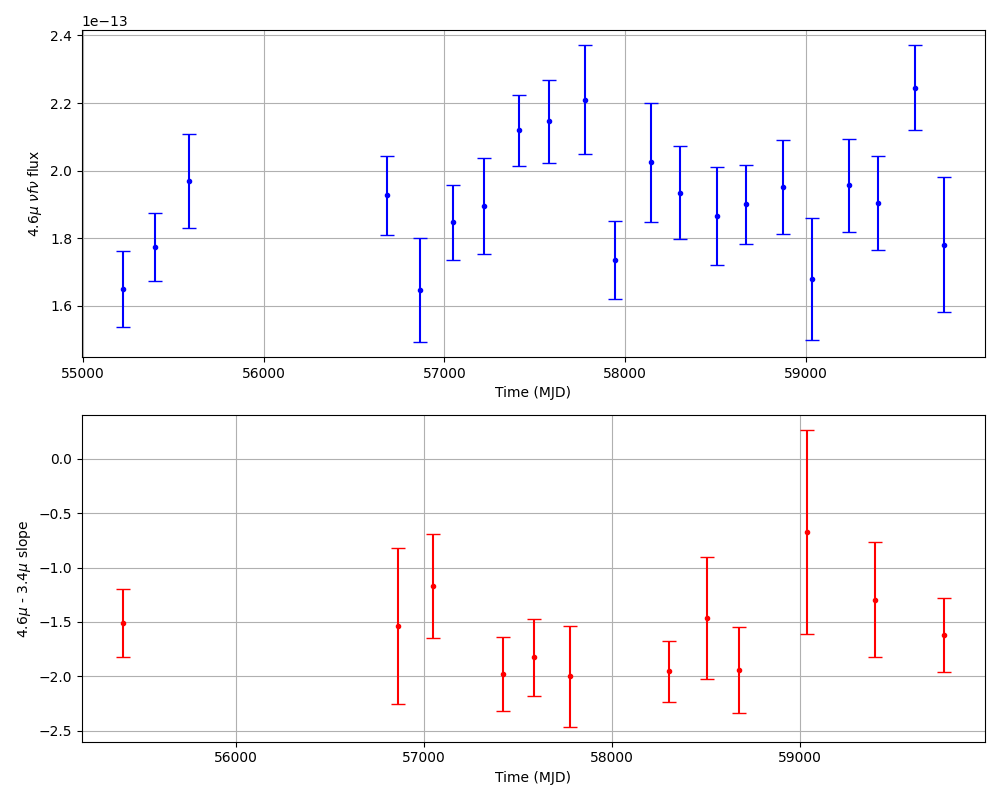 1e−13
2.4
2.2
2.0
1.8
1.6
4.6μ νfν flux
55000 56000 57000 58000 59000
Time (MJD)
0.0
−0.5
−1.0
−1.5
−2.0
−2.5
4.6μ - 3.4μ slope
56000 57000 58000 59000
Time (MJD)